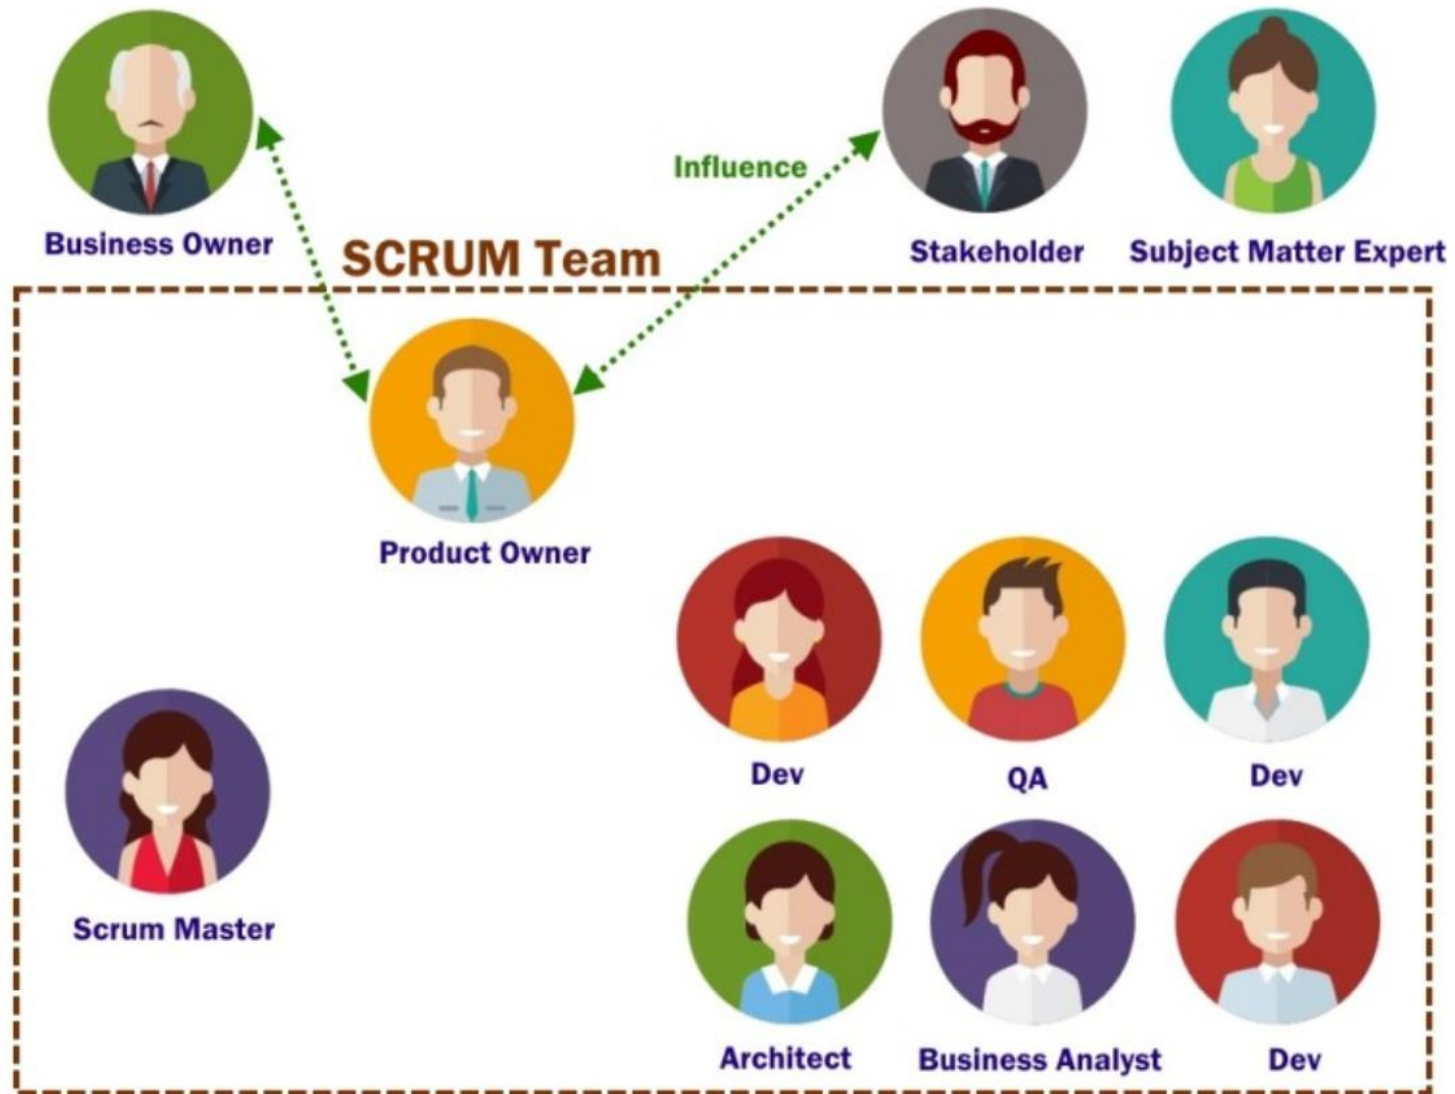 Influence
Business Owner
SCRUM Team
Stakeholder
Subject Matter Expert
Product Owner
Dev
QA
Dev
Scrum Master
Architect
Business Analyst
Dev